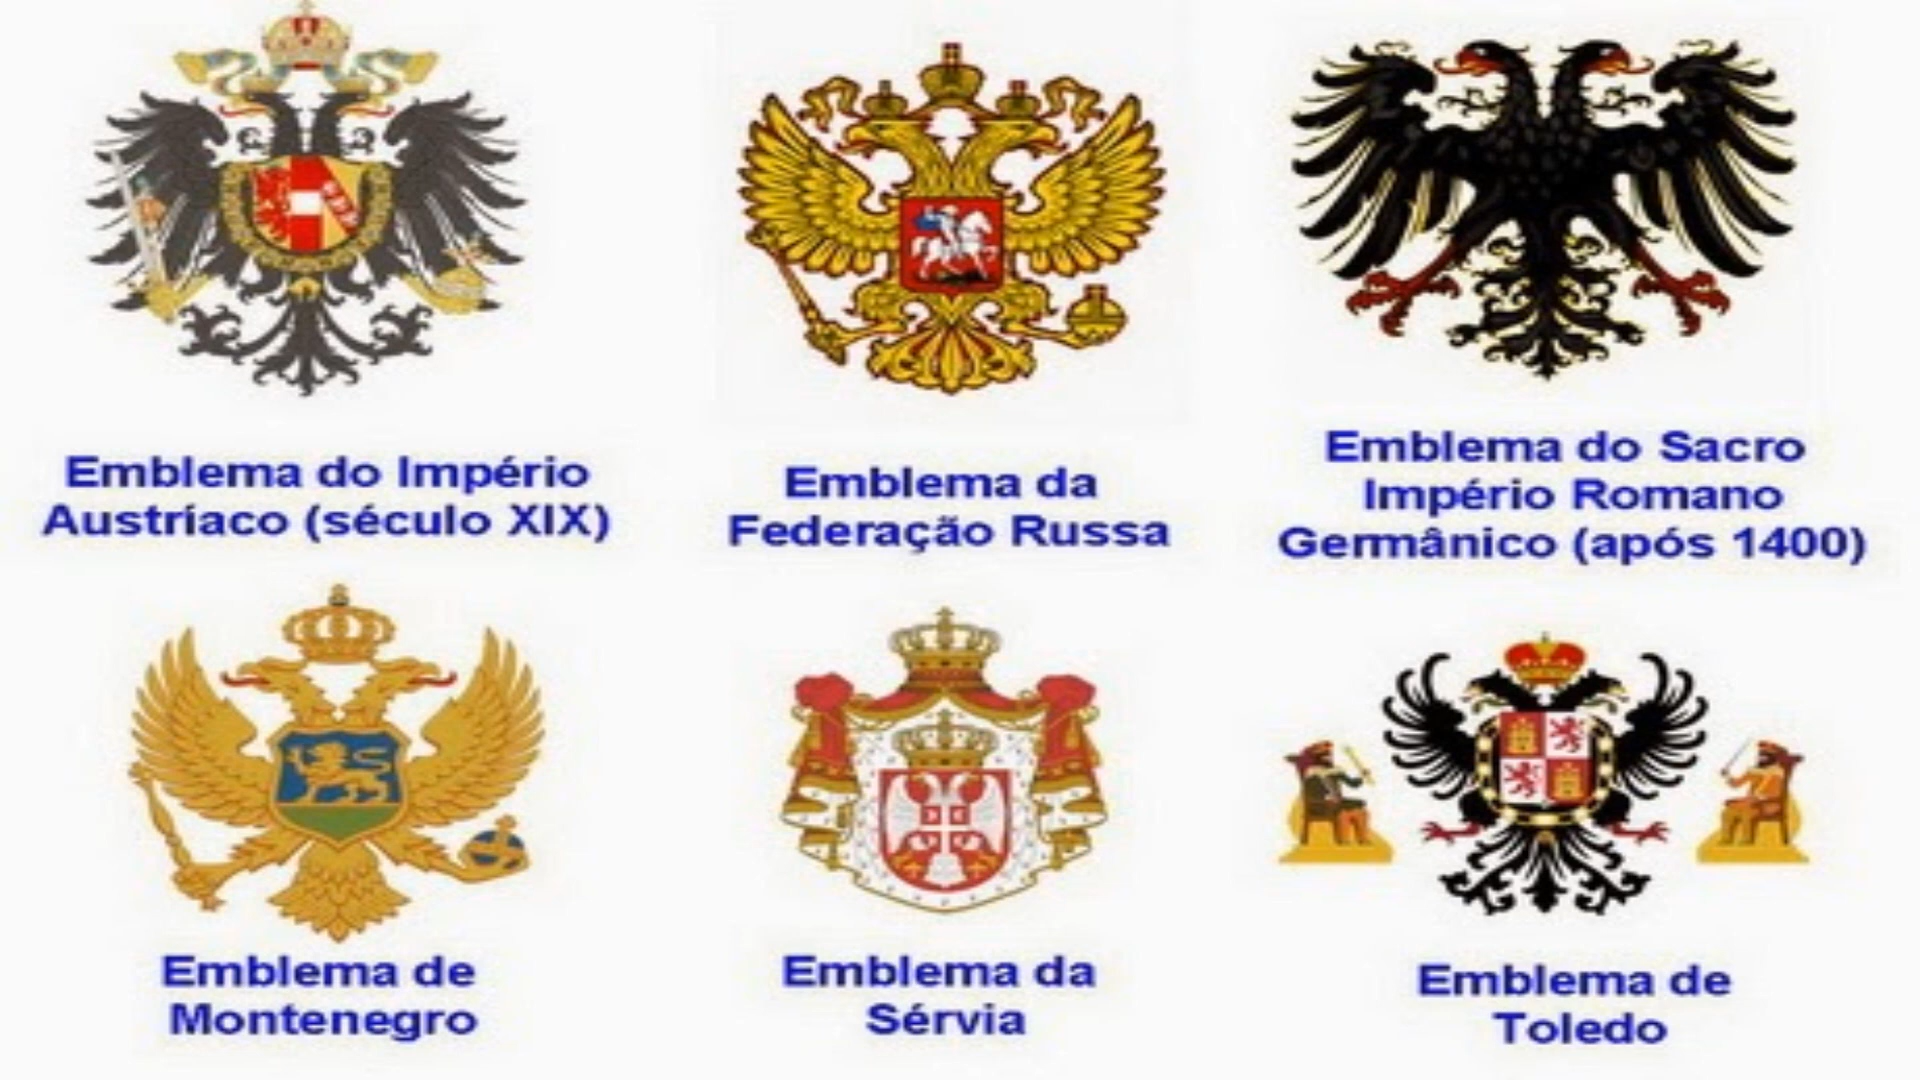 Emblema do Império
Austríaco (século XIX)
Emblema da
Federação Russa
Emblema do Sacro
Império Romano
Germânico (após 1400)
Emblema de
Montenegro
Emblema da
Sérvia
Emblema de
Toledo